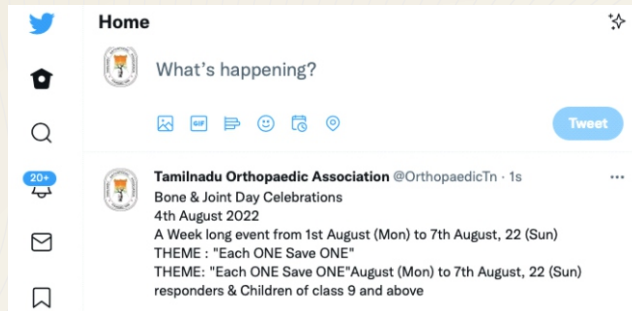 Home
What's happening?
GIF
Tweet
20+
Tamilnadu Orthopaedic Association @OrthopaedicTn · 1s
Bone & Joint Day Celebrations
4th August 2022
A Week long event from 1st August (Mon) to 7th August, 22 (Sun)
THEME : "Each ONE Save ONE"
THEME: "Each ONE Save ONE"August (Mon) to 7th August, 22 (Sun)
responders & Children of class 9 and above